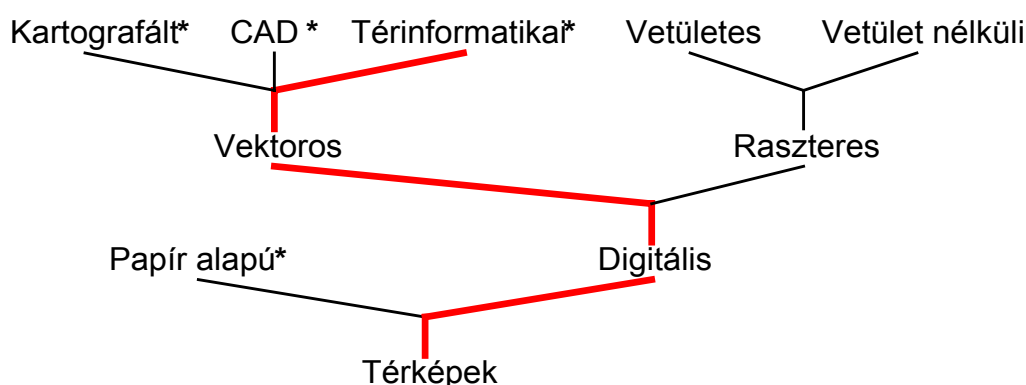 Kartografált* CAD * Térinformatikai* Vetületes Vetület nélküli
Vektoros Raszteres
Papír alapú* Digitális
Térképek